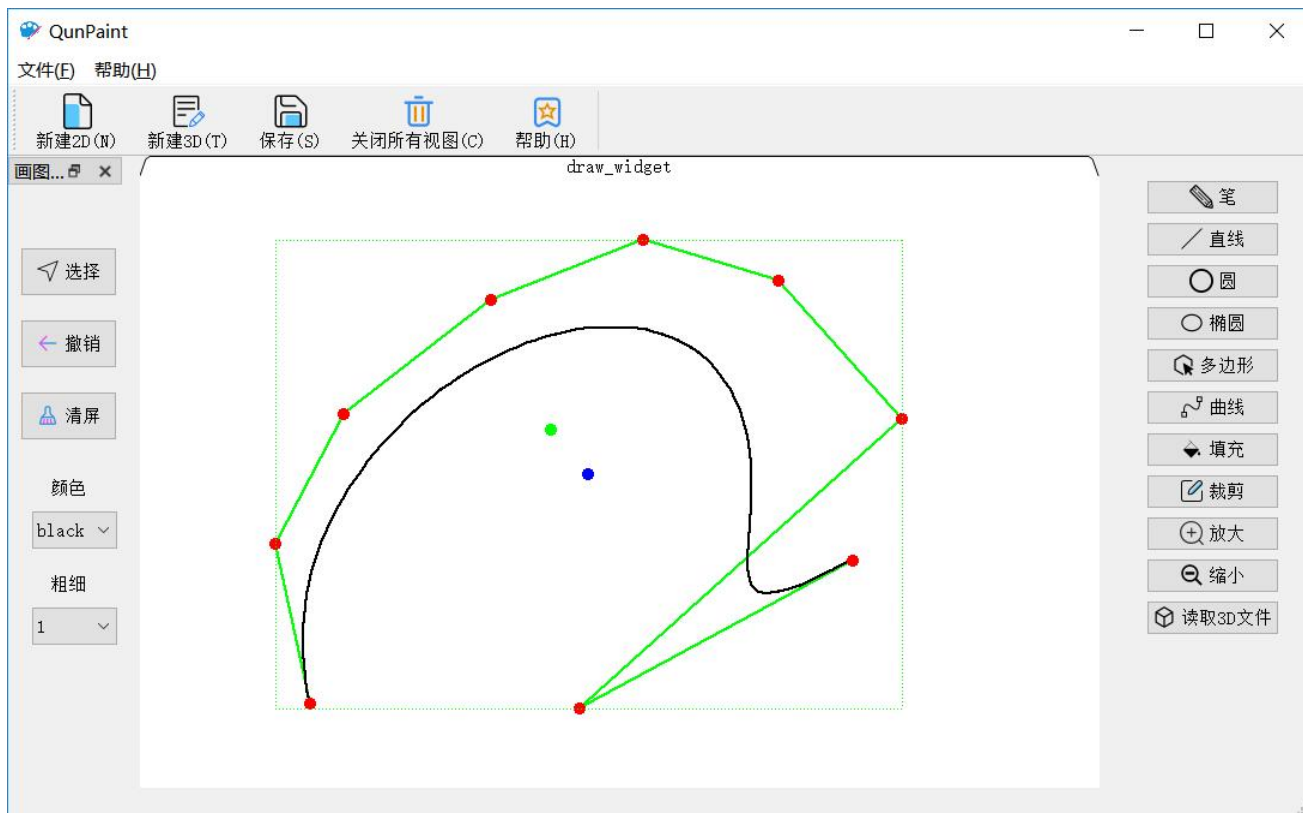 QunPaint
文件(F) 帮助(H)
新建2D(N) 新建3D(T) 保存(S) 关闭所有视图(C) 帮助(H)
画图...
draw_widget
选择
撤销
清屏
颜色
black
粗细
1
笔
直线
圆
椭圆
多边形
曲线
填充
裁剪
放大
缩小
读取3D文件